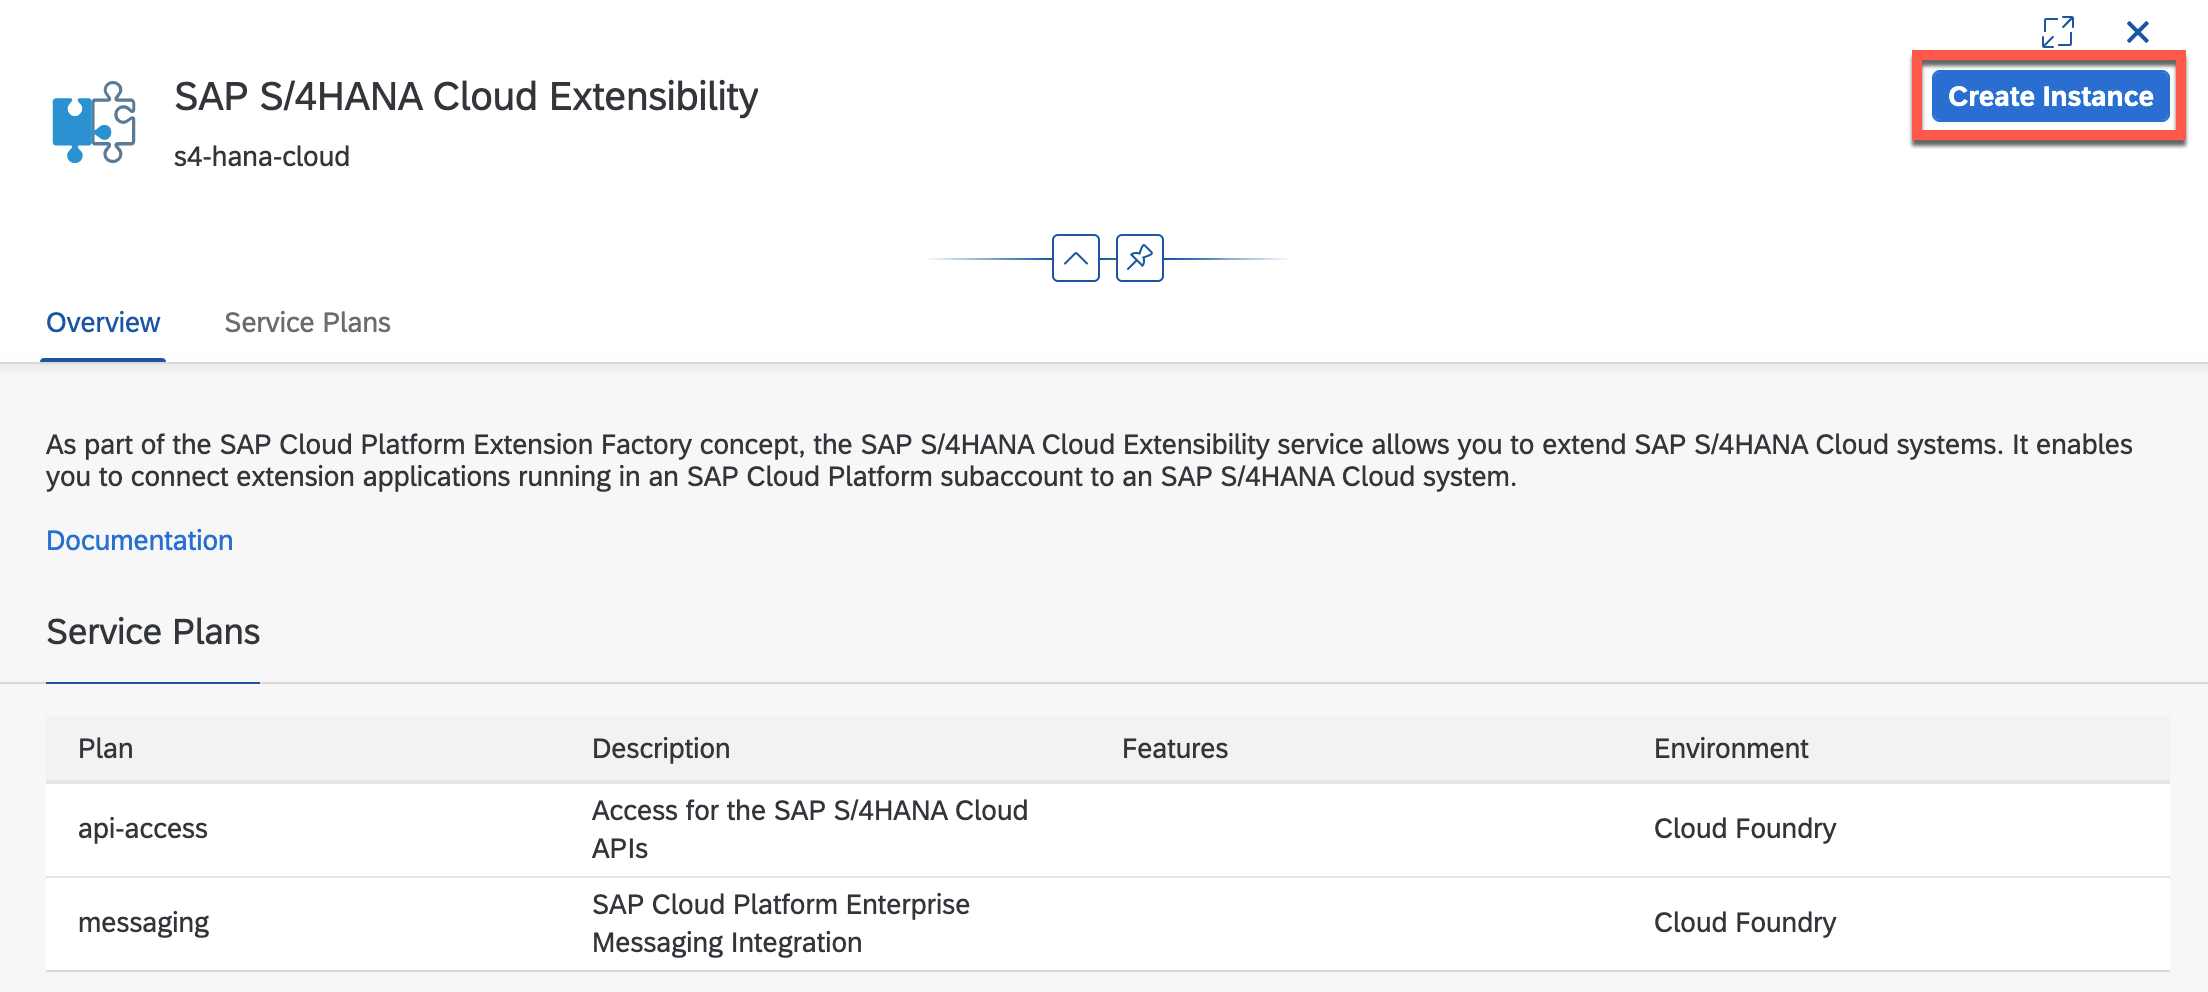 SAP S/4HANA Cloud Extensibility
Create Instance
s4-hana-cloud
Overview Service Plans
As part of the SAP Cloud Platform Extension Factory concept, the SAP S/4HANA Cloud Extensibility service allows you to extend SAP S/4HANA Cloud systems. It enables
you to connect extension applications running in an SAP Cloud Platform subaccount to an SAP S/4HANA Cloud system.
Documentation
Service Plans
Plan Description Features Environment
api-access Access for the SAP S/4HANA Cloud
APIs Cloud Foundry
messaging SAP Cloud Platform Enterprise
Messaging Integration Cloud Foundry